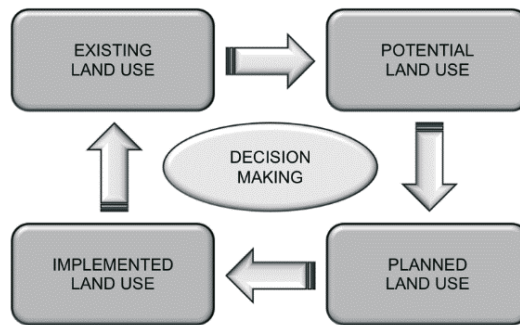 EXISTING
LAND USE
POTENTIAL
LAND USE
DECISION
MAKING
IMPLEMENTED
LAND USE
PLANNED
LAND USE